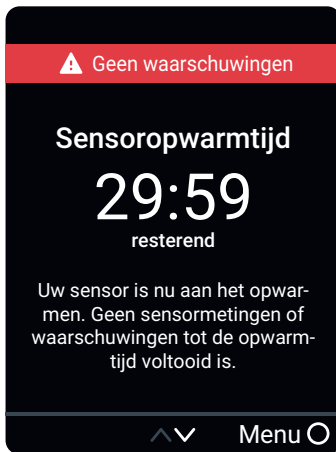 Geen waarschuwingen
Sensoropwarmtijd
29:59
resterend
Uw sensor is nu aan het opwar-
men. Geen sensormetingen of
waarschuwingen tot de opwarm-
tijd voltooid is.
Menu